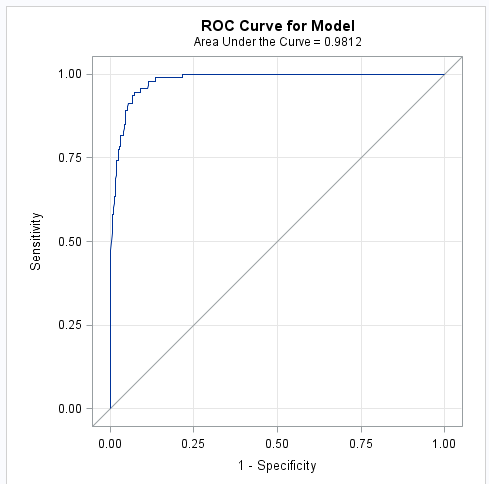 ROC Curve for Model
Area Under the Curve = 0.9812
1.00
0.75
0.50
0.25
0.00
Sensitivity
0.00 0.25 0.50 0.75 1.00
1 - Specificity